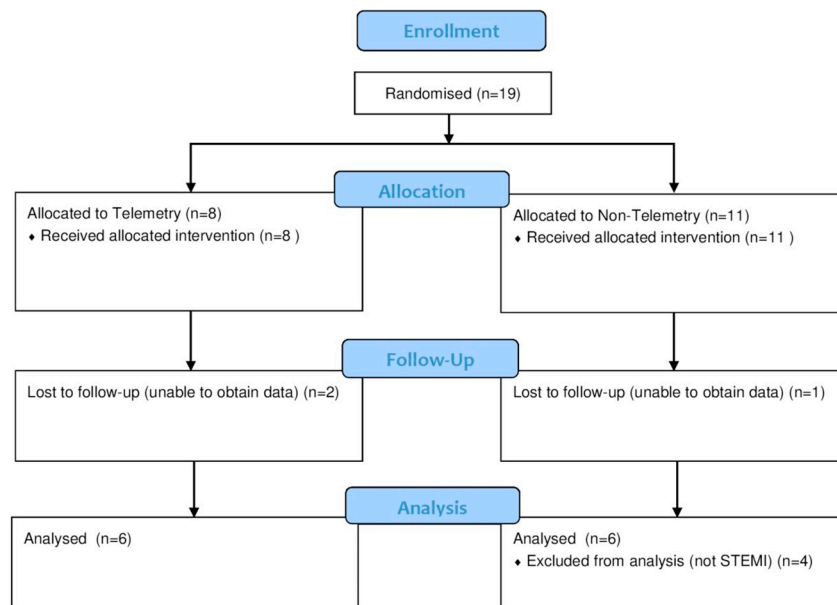 Enrollment
Randomised (n=19)
Allocation
Allocated to Telemetry (n=8)
♦ Received allocated intervention (n=8 )
Allocated to Non-Telemetry (n=11)
♦ Received allocated intervention (n=11 )
Follow-Up
Lost to follow-up (unable to obtain data) (n=2)
Lost to follow-up (unable to obtain data) (n=1)
Analysis
Analysed  (n=6)
Analysed  (n=6)
♦ Excluded from analysis (not STEMI) (n=4)